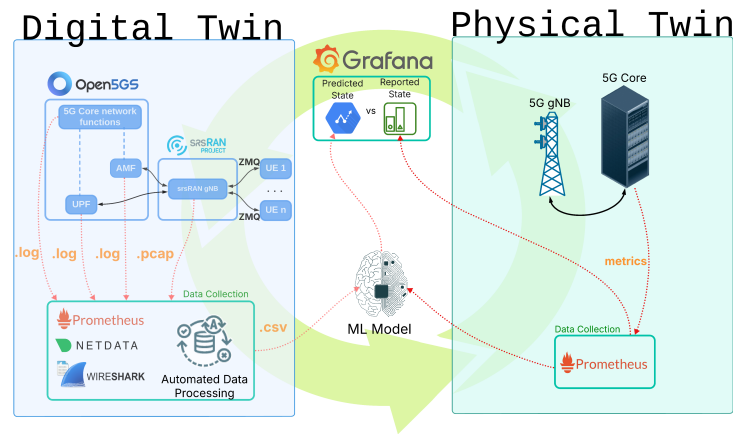 Digital Twin
Physical Twin
Grafana
Predicted
State
vs
Reported
State
Open5GS
5G Core network
functions
AMF
UPF
srsRAN
PROJECT
srsRAN gNB
ZMQ
UE 1
. . .
ZMQ
UE n
.log
.log
.log
.pcap
Data Collection
Prometheus
NETDATA
WIRESHARK
A
Automated Data
Processing
.csv
ML Model
5G gNB
5G Core
metrics
Data Collection
Prometheus